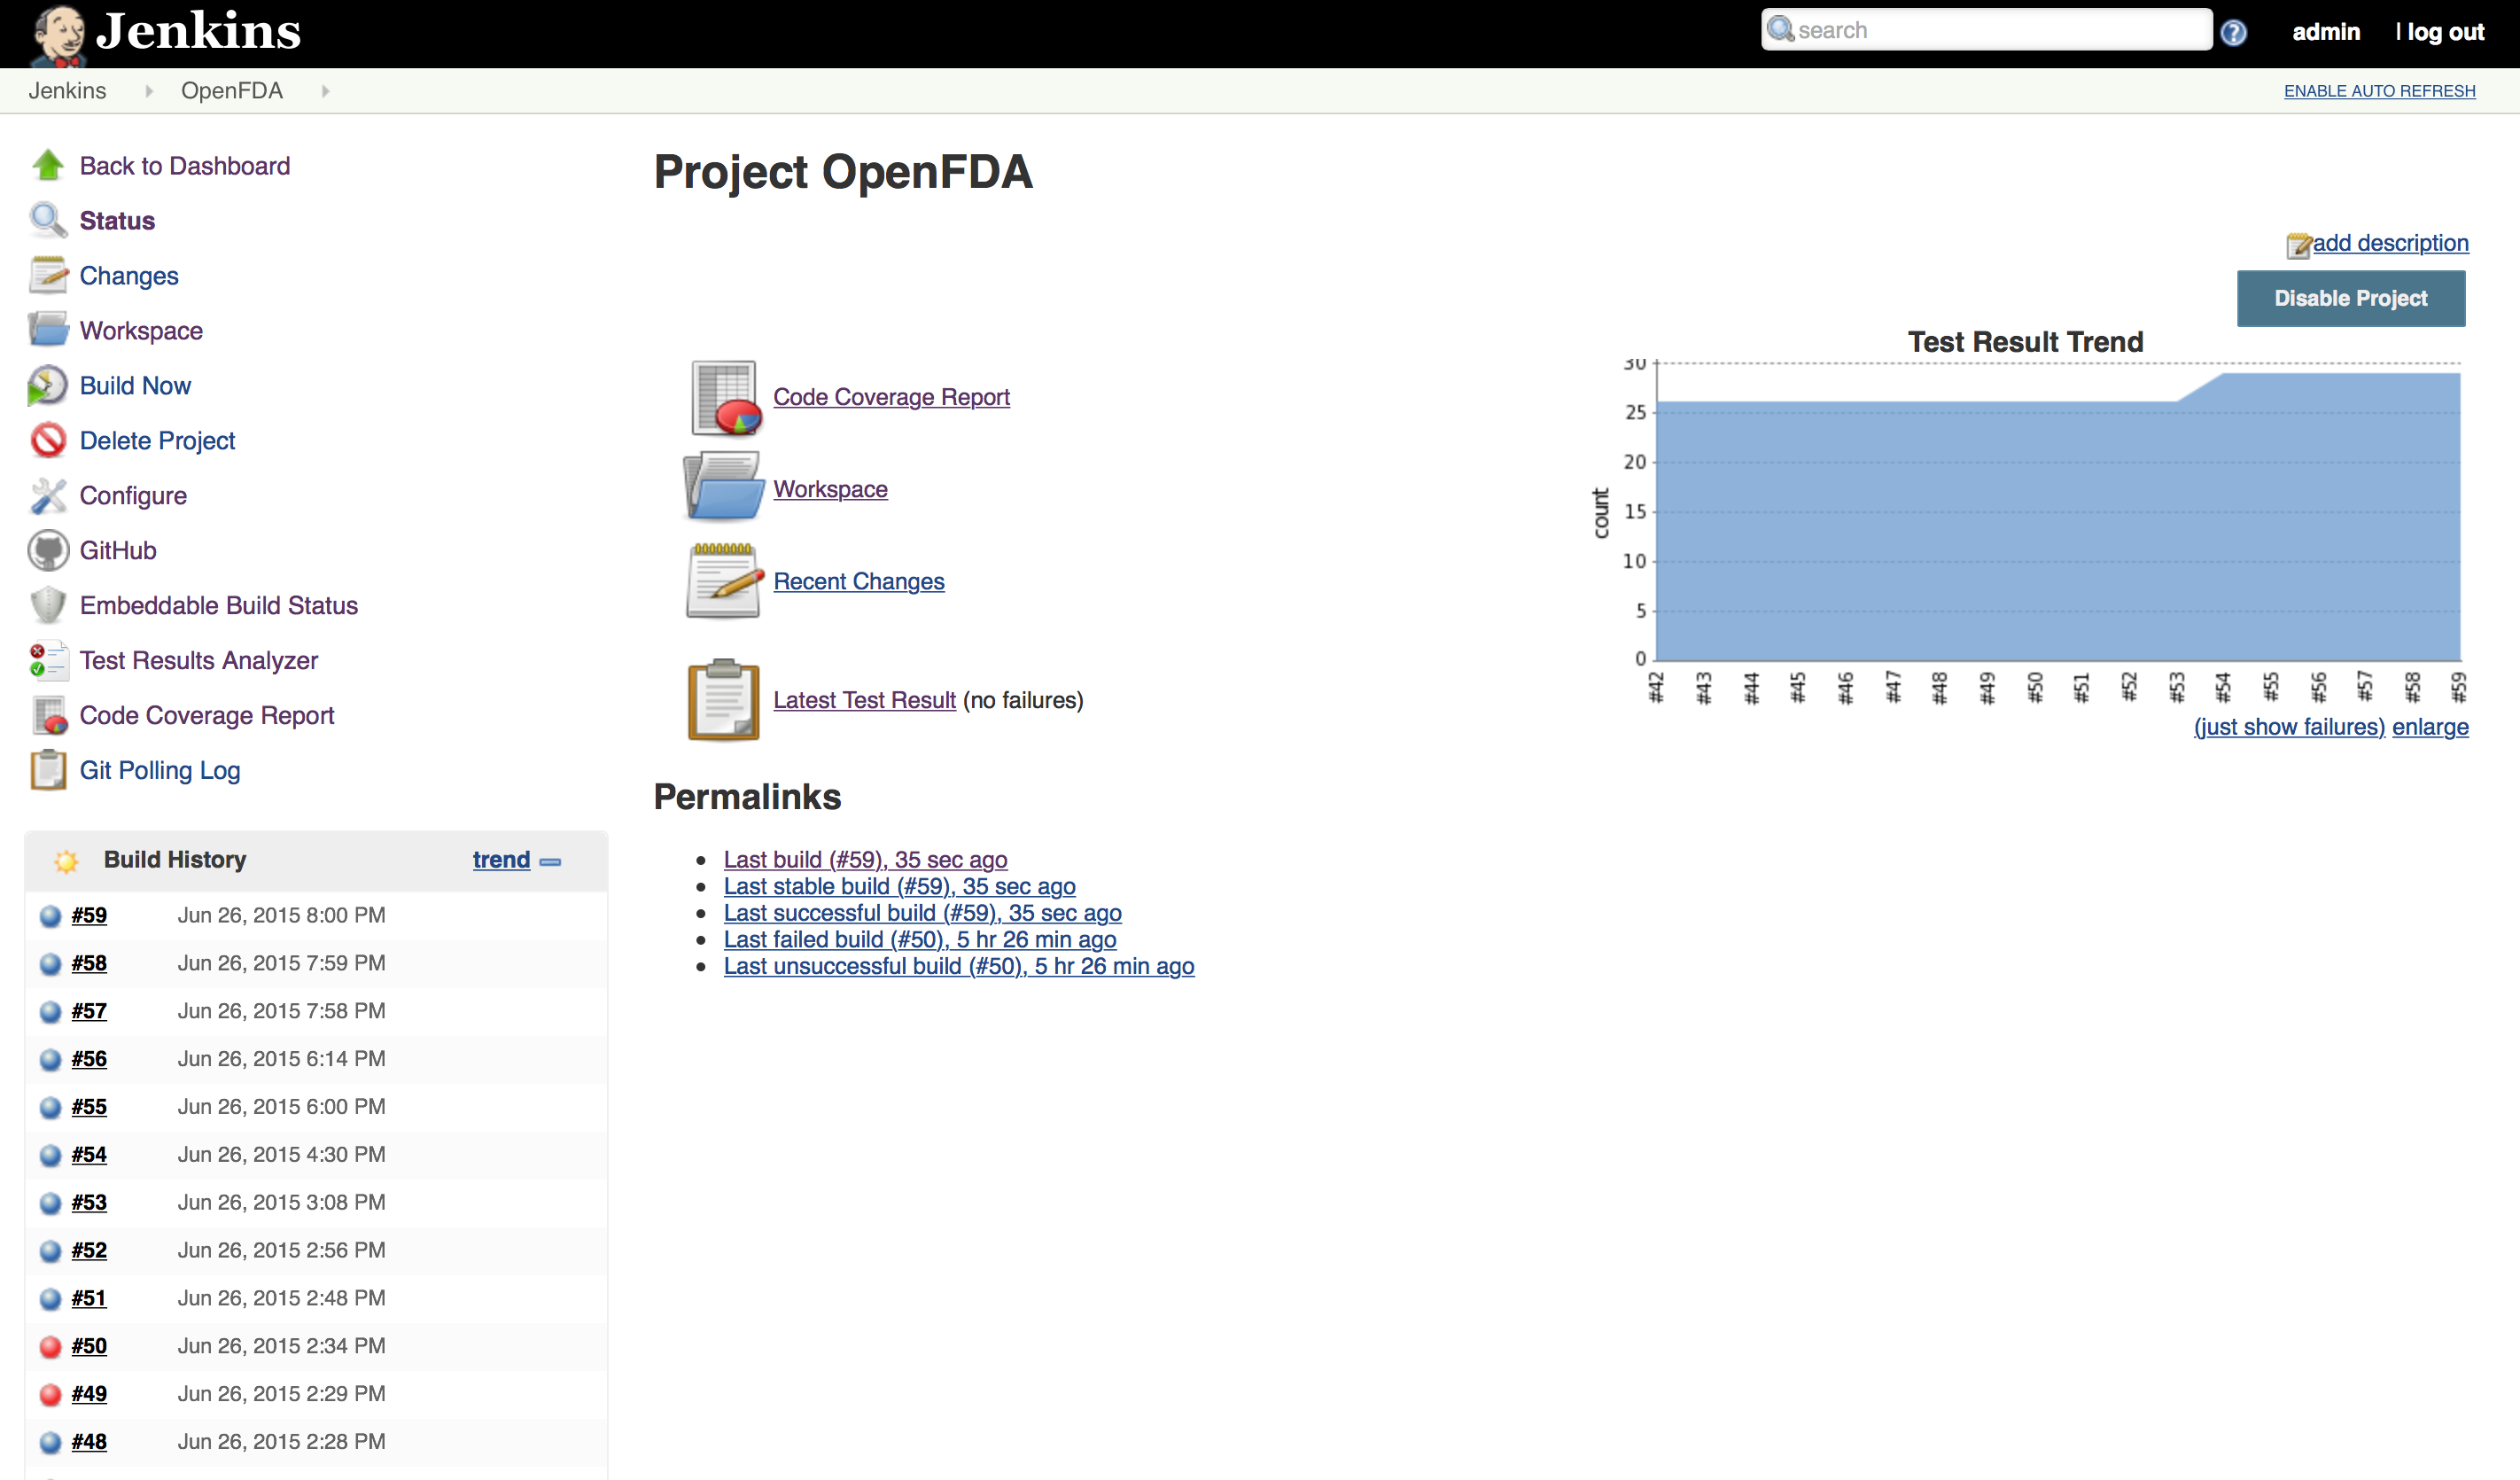 Jenkins
search
admin
| log out
Jenkins
OpenFDA
ENABLE AUTO REFRESH
Back to Dashboard
Status
Changes
Workspace
Build Now
Delete Project
Configure
GitHub
Embeddable Build Status
Test Results Analyzer
Code Coverage Report
Git Polling Log
Build History
trend
#59 Jun 26, 2015 8:00 PM
#58 Jun 26, 2015 7:59 PM
#57 Jun 26, 2015 7:58 PM
#56 Jun 26, 2015 6:14 PM
#55 Jun 26, 2015 6:00 PM
#54 Jun 26, 2015 4:30 PM
#53 Jun 26, 2015 3:08 PM
#52 Jun 26, 2015 2:56 PM
#51 Jun 26, 2015 2:48 PM
#50 Jun 26, 2015 2:34 PM
#49 Jun 26, 2015 2:29 PM
#48 Jun 26, 2015 2:28 PM
Project OpenFDA
add description
Disable Project
Code Coverage Report
Workspace
Recent Changes
Latest Test Result (no failures)
Test Result Trend
count
30
25
20
15
10
5
0
#42
#43
#44
#45
#46
#47
#48
#49
#50
#51
#52
#53
#54
#55
#56
#57
#58
#59
(just show failures) enlarge
Permalinks
Last build (#59), 35 sec ago
Last stable build (#59), 35 sec ago
Last successful build (#59), 35 sec ago
Last failed build (#50), 5 hr 26 min ago
Last unsuccessful build (#50), 5 hr 26 min ago